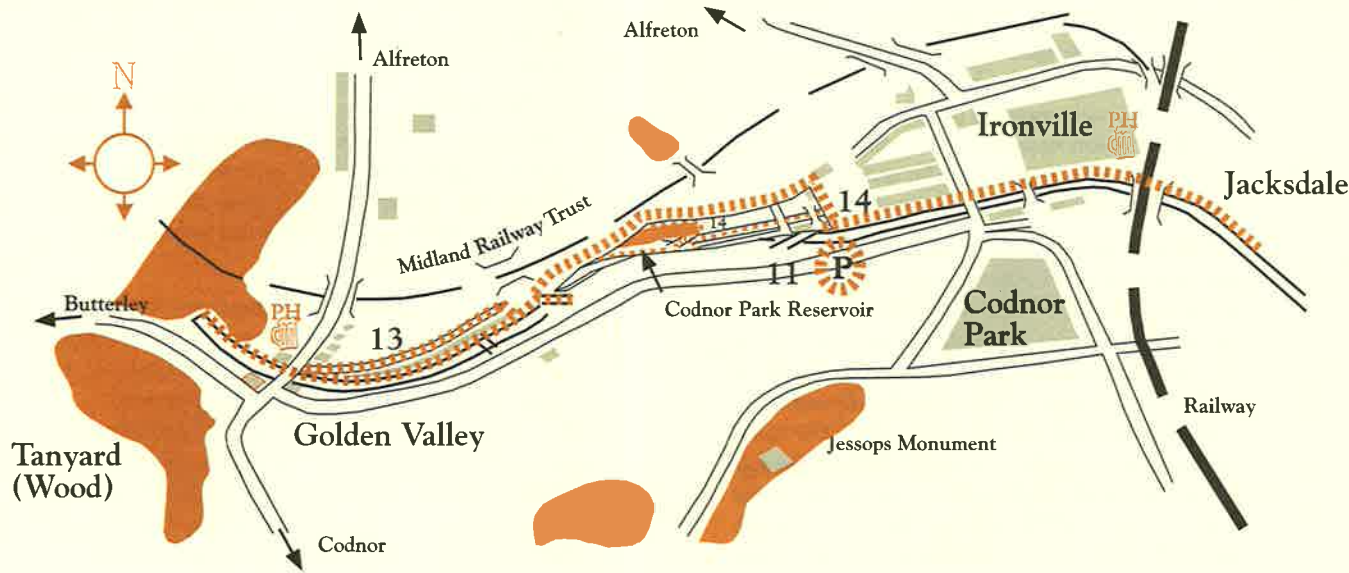 Alfreton
Alfreton
N
Ironville
PH
Jacksdale
14
14
Midland Railway Trust
Butterley
PH
13
11
P
Codnor Park Reservoir
Codnor
Park
Railway
Golden Valley
Jessops Monument
Tanyard
(Wood)
Codnor